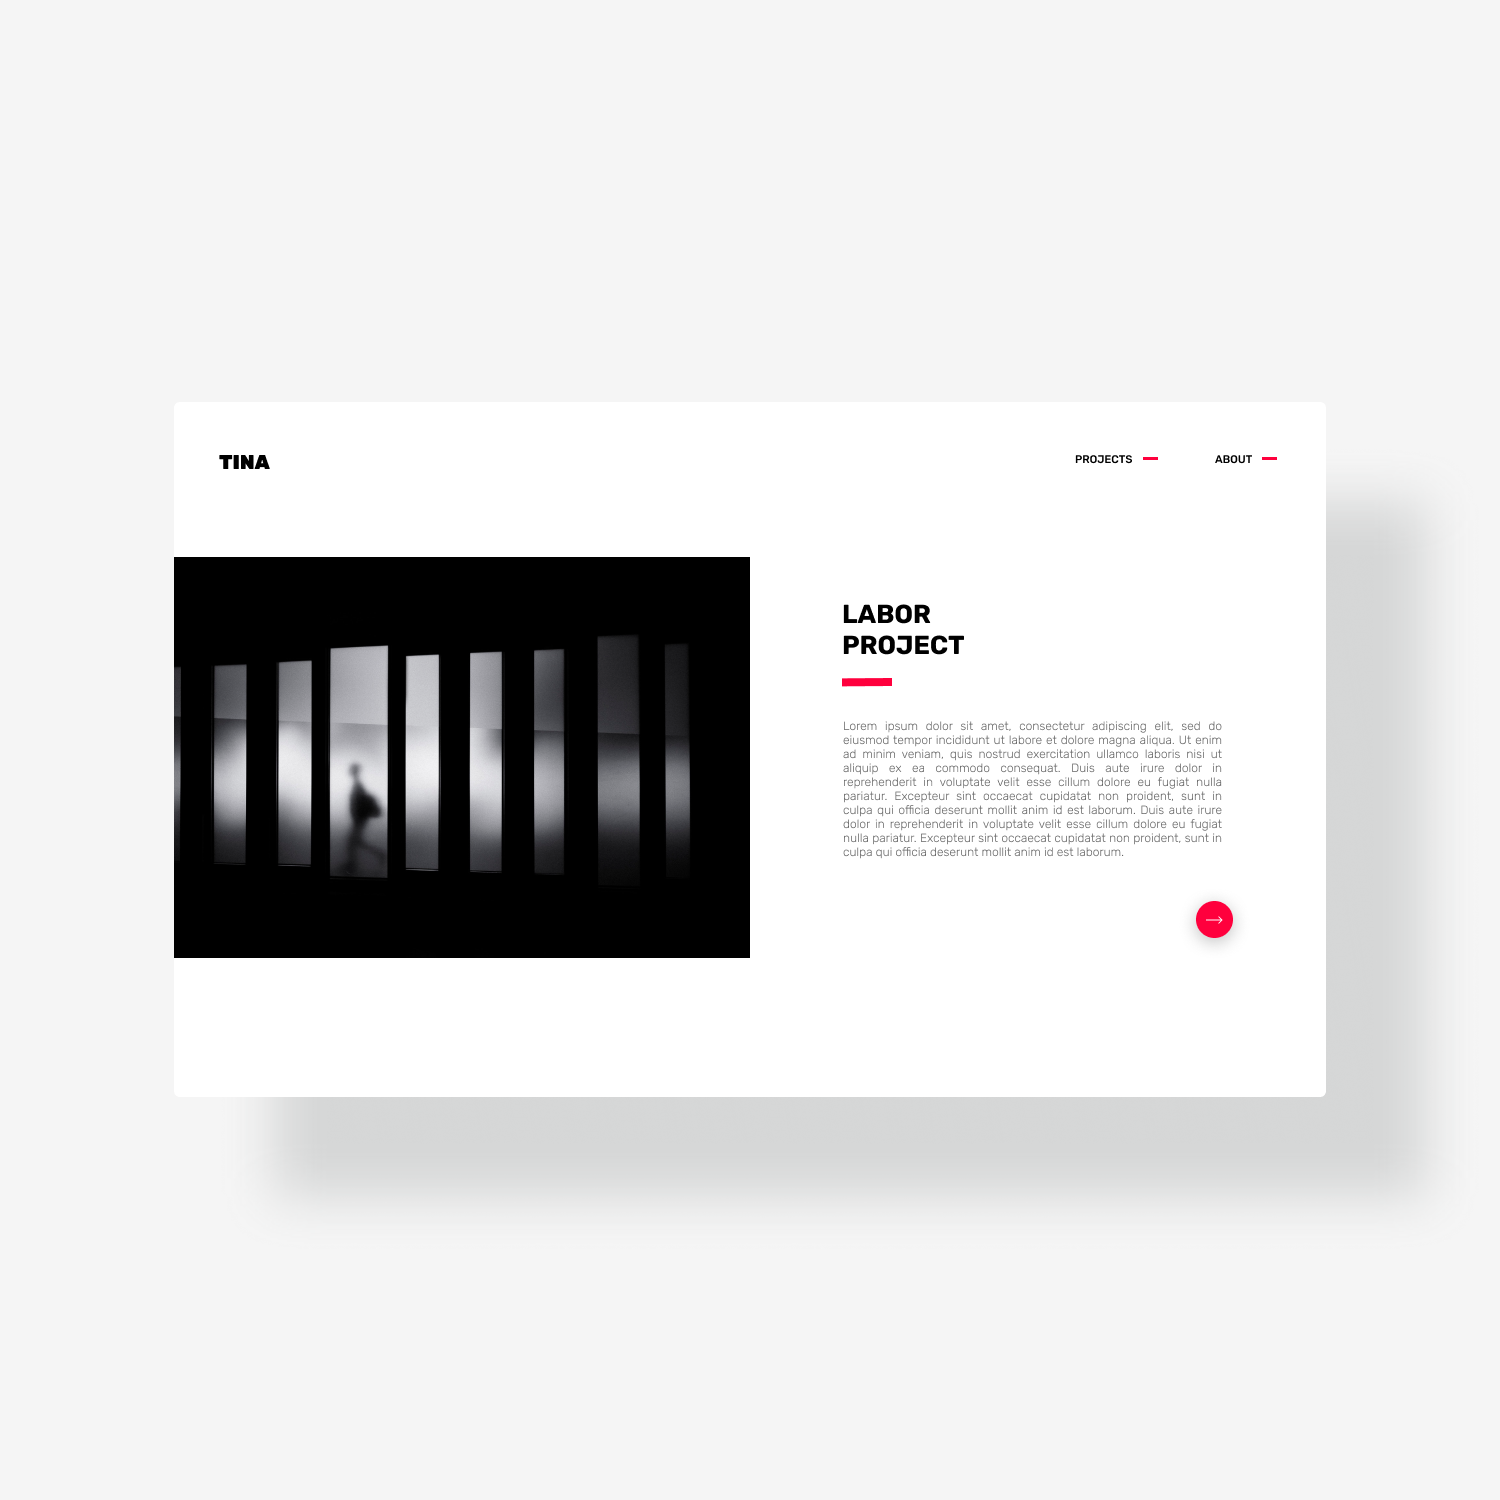 TINA
PROJECTS
ABOUT
LABOR
PROJECT
Lorem ipsum dolor sit amet, consectetur adipiscing elit, sed do
eiusmod tempor incididunt ut labore et dolore magna aliqua. Ut enim
ad minim veniam, quis nostrud exercitation ullamco laboris nisi ut
aliquip ex ea commodo consequat. Duis aute irure dolor in
reprehenderit in voluptate velit esse cillum dolore eu fugiat nulla
pariatur. Excepteur sint occaecat cupidatat non proident, sunt in
culpa qui officia deserunt mollit anim id est laborum. Duis aute irure
dolor in reprehenderit in voluptate velit esse cillum dolore eu fugiat
nulla pariatur. Excepteur sint occaecat cupidatat non proident, sunt in
culpa qui officia deserunt mollit anim id est laborum.